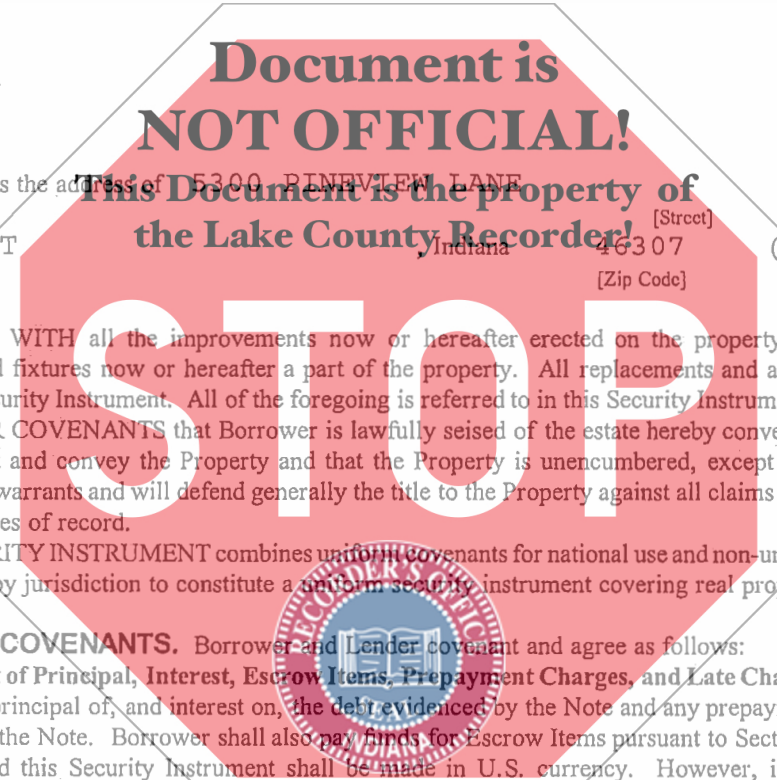 Document is
NOT OFFICIAL!
s the address of 5300 PINEVIEW LANE
This Document is the property of
[Street]
T , Indiana 46307 (
the Lake County Recorder!
[Zip Code]
STOP
WITH all the improvements now or hereafter erected on the property
fixtures now or hereafter a part of the property. All replacements and a
urity Instrument. All of the foregoing is referred to in this Security Instrum
R COVENANTS that Borrower is lawfully seised of the estate hereby conve
and convey the Property and that the Property is unencumbered, except
warrants and will defend generally the title to the Property against all claims
es of record.
RITY INSTRUMENT combines uniform covenants for national use and non-un
by jurisdiction to constitute a uniform security instrument covering real pro
RECORDER'S OFFICE
SEAL
INDIANA
COVENANTS. Borrower and Lender covenant and agree as follows:
of Principal, Interest, Escrow Items, Prepayment Charges, and Late Cha
rincipal of, and interest on, the debt evidenced by the Note and any prepay
the Note. Borrower shall also pay funds for Escrow Items pursuant to Sect
d this Security Instrument shall be made in U.S. currency. However, i